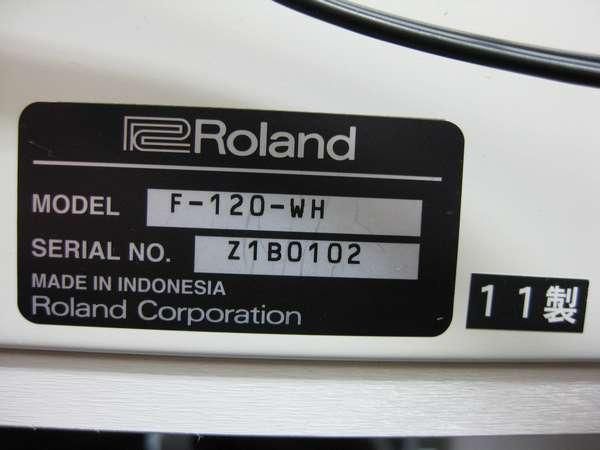 Roland
MODEL F-120-WH
SERIAL NO. Z1B0102
MADE IN INDONESIA
Roland Corporation
11製